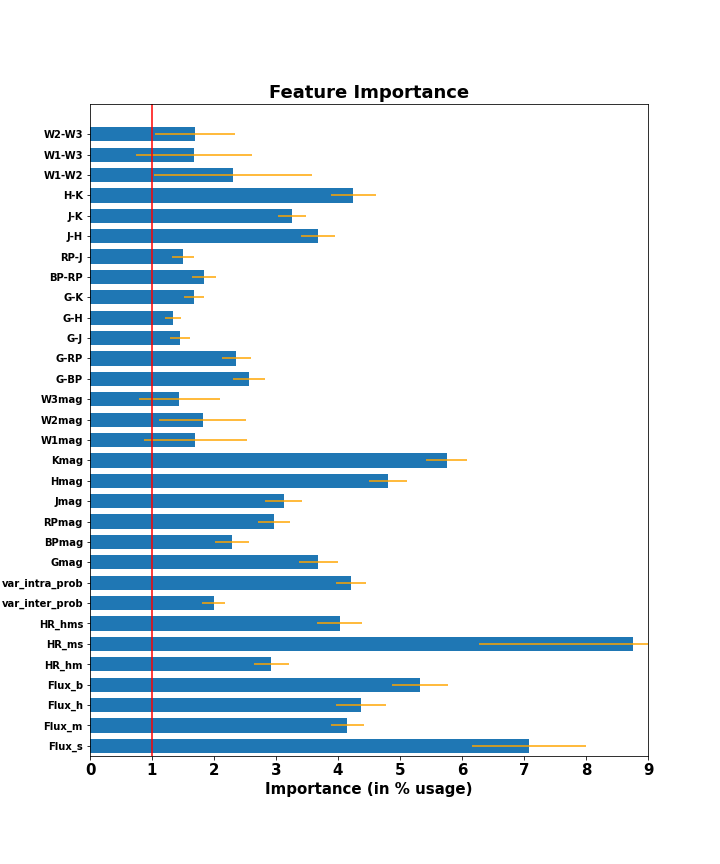 Feature Importance
W2-W3
W1-W3
W1-W2
H-K
J-K
J-H
RP-J
BP-RP
G-K
G-H
G-J
G-RP
G-BP
W3mag
W2mag
W1mag
Kmag
Hmag
Jmag
RPmag
BPmag
Gmag
var_intra_prob
var_inter_prob
HR_hms
HR_ms
HR_hm
Flux_b
Flux_h
Flux_m
Flux_s
0 1 2 3 4 5 6 7 8 9
Importance (in % usage)